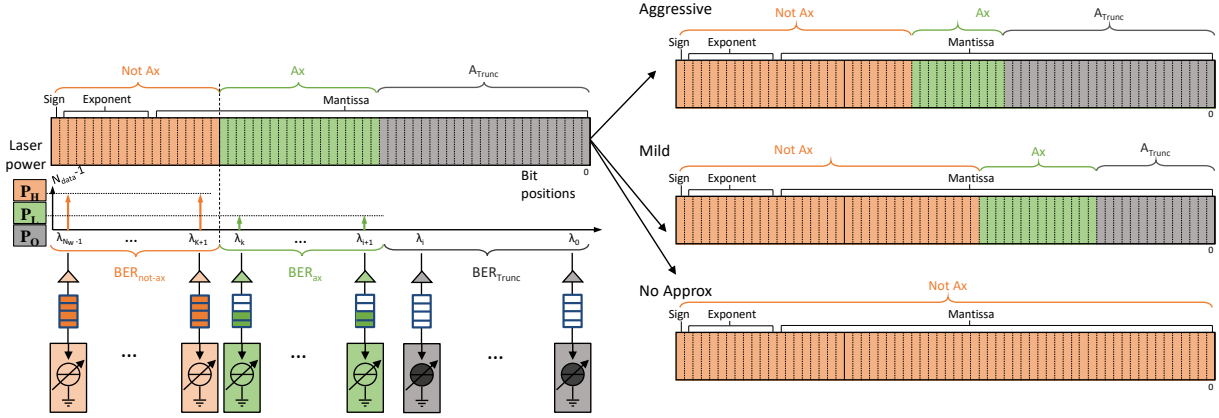 Not Ax
Ax
A_Trunc
Sign
Exponent
Mantissa
Laser
power
N_data-1
Bit
positions
0
P_H
P_L
P_O
λ_Nw-1
...
λ_K+1
λ_k
...
λ_i+1
λ_i
λ_0
BER_not-ax
BER_ax
BER_Trunc
...
...
...
Aggressive
Not Ax
Ax
A_Trunc
Sign
Exponent
Mantissa
0
Mild
Not Ax
Ax
A_Trunc
Sign
Exponent
Mantissa
0
No Approx
Not Ax
Sign
Exponent
Mantissa
0